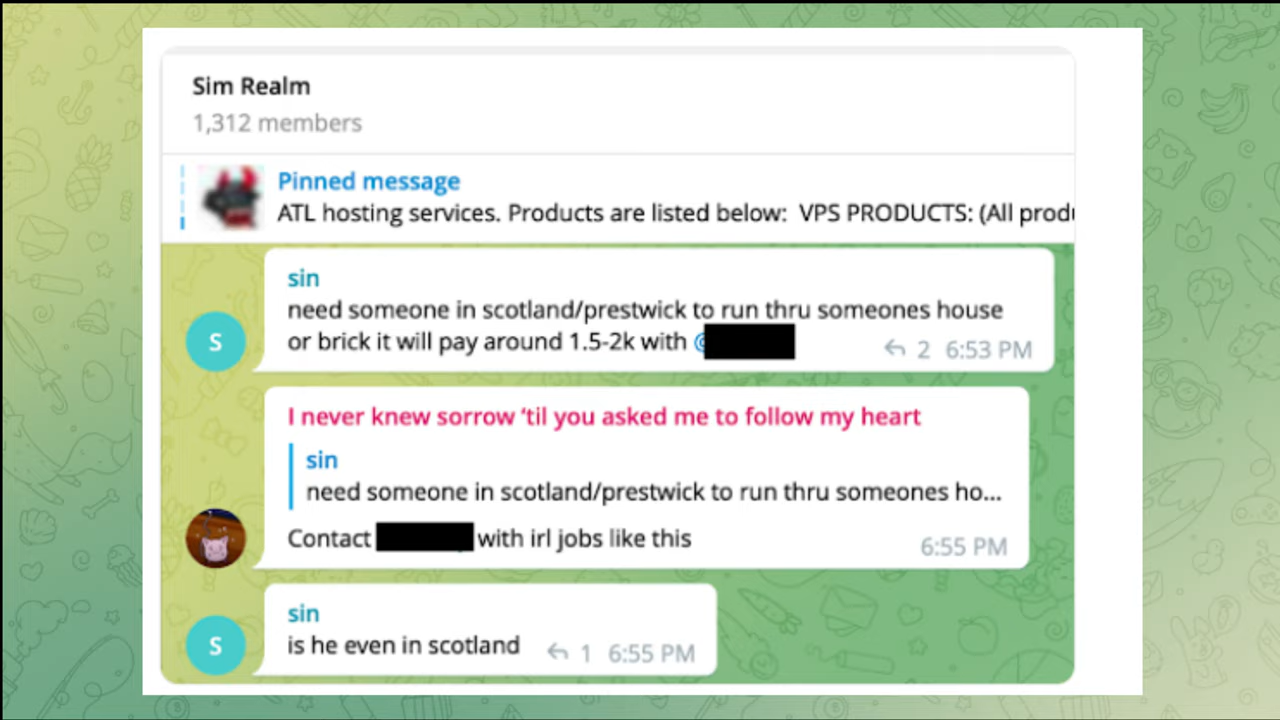 Sim Realm
1,312 members
Pinned message
ATL hosting services. Products are listed below: VPS PRODUCTS: (All produ
sin
need someone in scotland/prestwick to run thru someones house
or brick it will pay around 1.5-2k with @
2 6:53 PM
I never knew sorrow ‘til you asked me to follow my heart
sin
need someone in scotland/prestwick to run thru someones ho...
Contact with irl jobs like this
6:55 PM
S
sin
is he even in scotland 1 6:55 PM
S